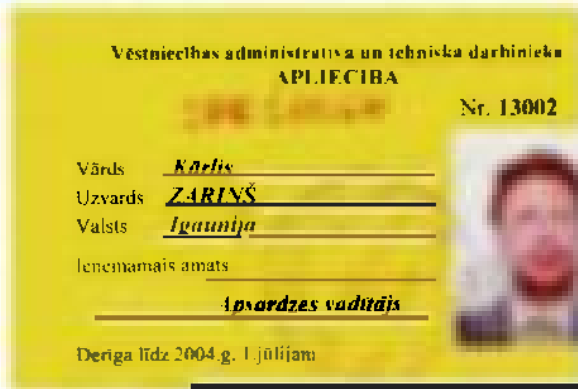 Vēstniecības administratīvā un tehniskā darbinieka
APLIECĪBA
Nr. 13002
Vārds Kārlis
Uzvārds ZARIŅŠ
Valsts Igaunija
Ieņemamais amats
Apsardzes vadītājs
Derīga līdz 2004.g. 1.jūlijam